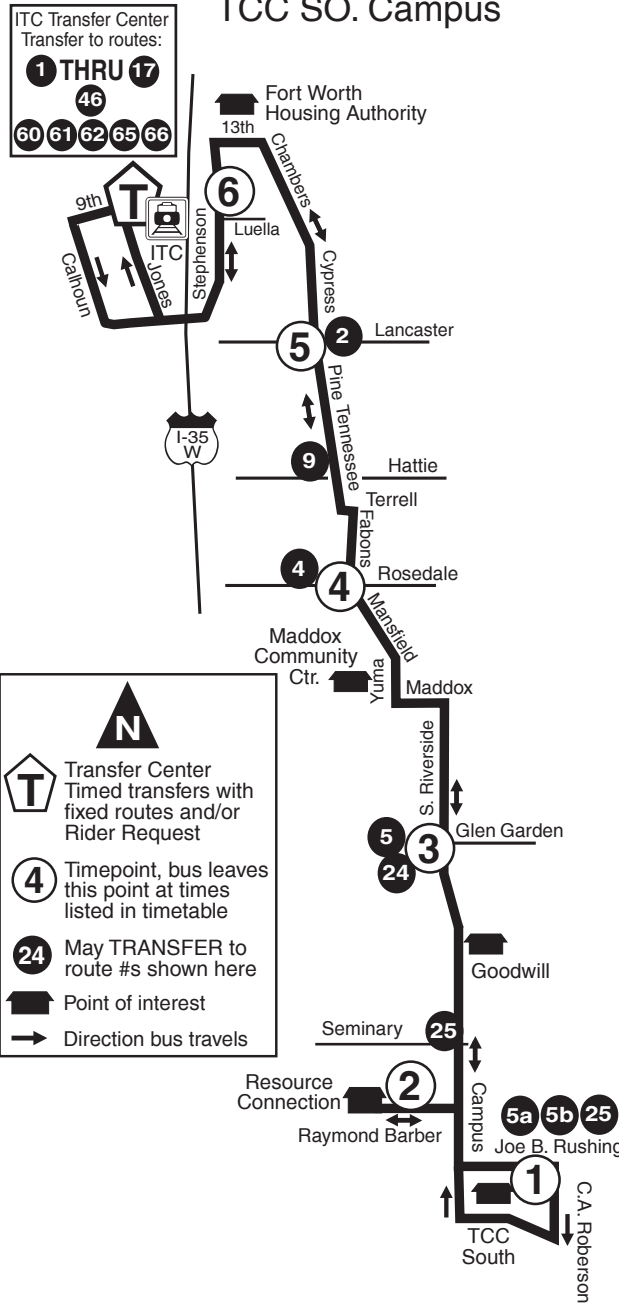 TCC SO. Campus
ITC Transfer Center
Transfer to routes:
1 THRU 17
46
60 61 62 65 66
Fort Worth
Housing Authority
13th
Chambers
6
Luella
Stephenson
9th
T
ITC
Jones
Calhoun
Cypress
5
2
Lancaster
Pine Tennessee
I-35
W
9
Hattie
Terrell
Fabons
4
4
Rosedale
Mansfield
Maddox
Community
Ctr.
Yuma
Maddox
S. Riverside
5
3
Glen Garden
24
Goodwill
Seminary
25
Resource
Connection
2
Raymond Barber
Campus
5a 5b 25
Joe B. Rushing
1
C.A. Roberson
TCC
South
N
T
Transfer Center
Timed transfers with
fixed routes and/or
Rider Request
4
Timepoint, bus leaves
this point at times
listed in timetable
24
May TRANSFER to
route #s shown here
Point of interest
Direction bus travels